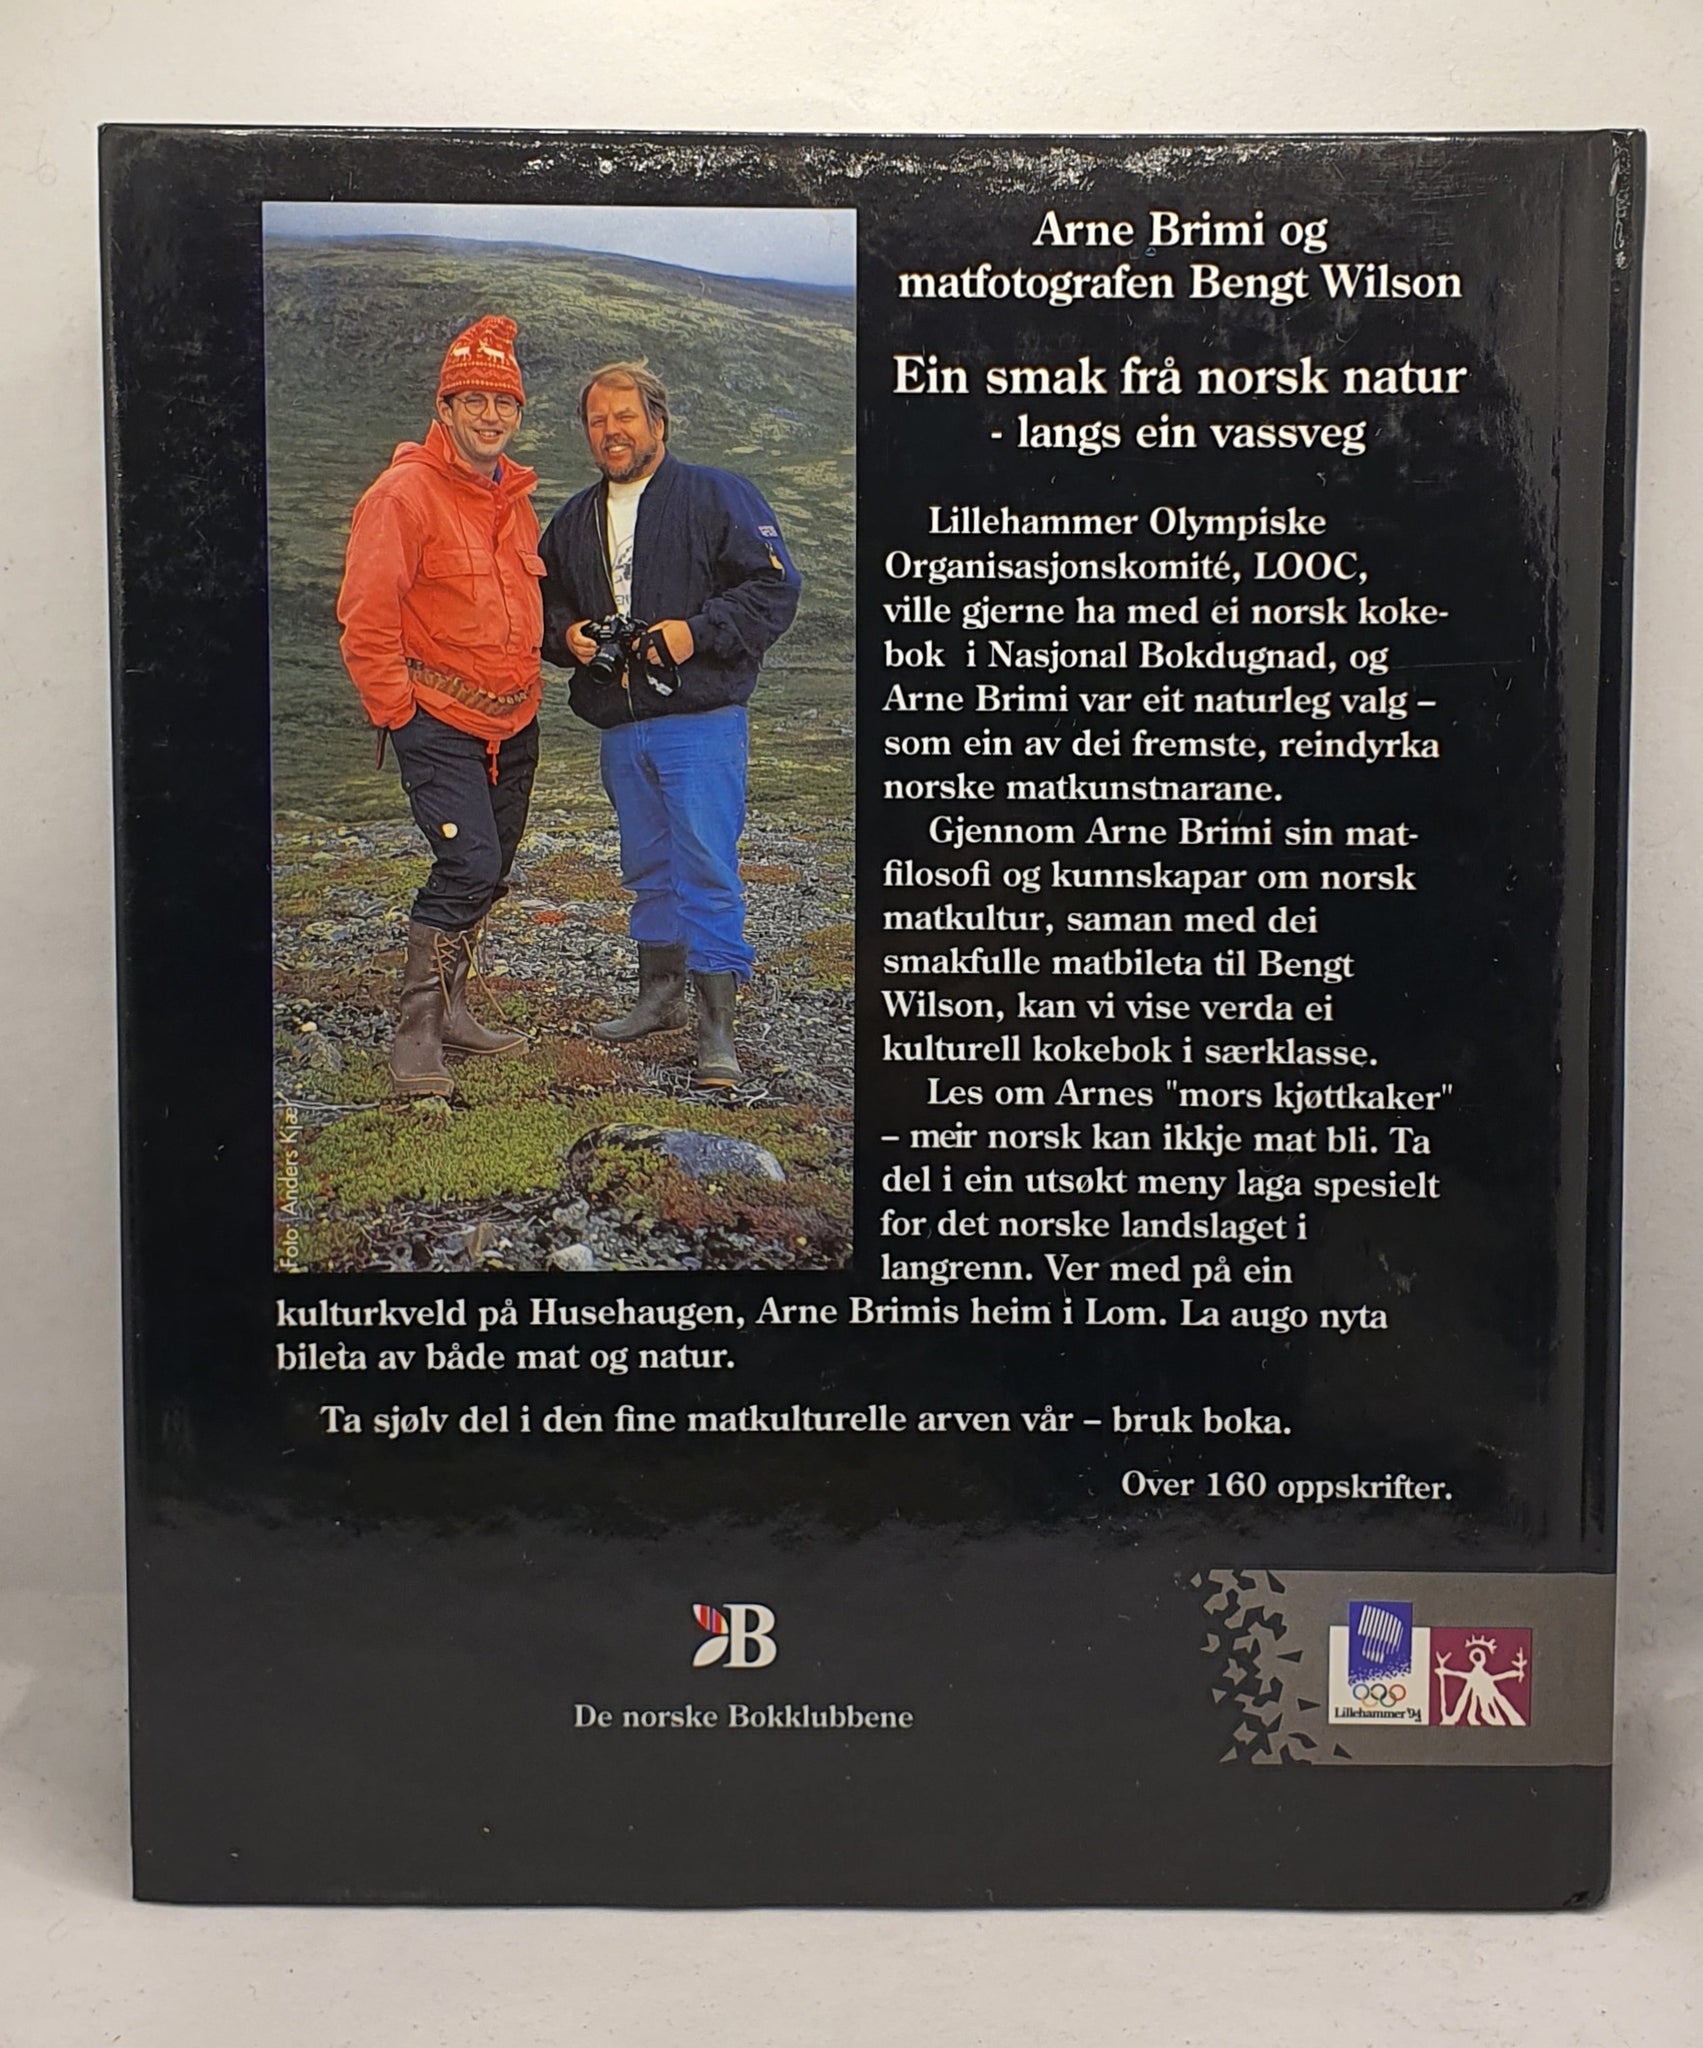 Arne Brimi og
matfotografen Bengt Wilson
Ein smak frå norsk natur
- langs ein vassveg
Lillehammer Olympiske
Organisasjonskomité, LOOC,
ville gjerne ha med ei norsk koke-
bok i Nasjonal Bokdugnad, og
Arne Brimi var eit naturleg valg –
som ein av dei fremste, reindyrka
norske matkunstnarane.
Gjennom Arne Brimi sin mat-
filosofi og kunnskapar om norsk
matkultur, saman med dei
smakfulle matbileta til Bengt
Wilson, kan vi vise verda ei
kulturell kokebok i særklasse.
Les om Arnes "mors kjøttkaker"
– meir norsk kan ikkje mat bli. Ta
del i ein utsøkt meny laga spesielt
for det norske landslaget i
langrenn. Ver med på ein
kulturkveld på Husehaugen, Arne Brimis heim i Lom. La augo nyta
bileta av både mat og natur.
Ta sjølv del i den fine matkulturelle arven vår – bruk boka.
Over 160 oppskrifter.
Foto: Anders Kjær
B
De norske Bokklubbene
Lillehammer '94